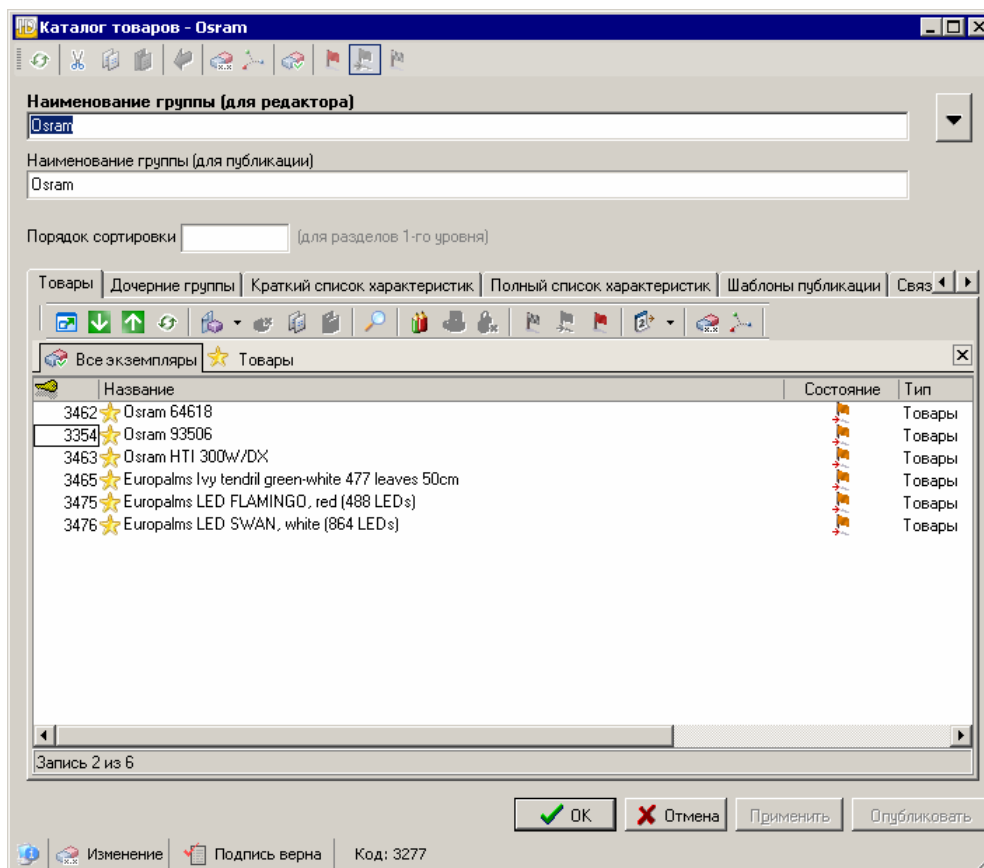 Каталог товаров - Osram
Наименование группы (для редактора)
Osram
Наименование группы (для публикации)
Osram
Порядок сортировки (для разделов 1-го уровня)
Товары Дочерние группы Краткий список характеристик Полный список характеристик Шаблоны публикации Связ
Все экземпляры Товары
Название Состояние Тип
3462 Osram 64618 Товары
3354 Osram 93506 Товары
3463 Osram HTI 300W/DX Товары
3465 Europalms Ivy tendril green-white 477 leaves 50cm Товары
3475 Europalms LED FLAMINGO, red (488 LEDs) Товары
3476 Europalms LED SWAN, white (864 LEDs) Товары
Запись 2 из 6
OK Отмена Применить Опубликовать
Изменение Подпись верна Код: 3277